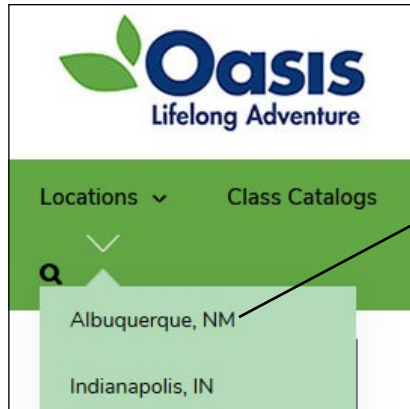 Oasis
Lifelong Adventure
Locations Class Catalogs
Albuquerque, NM
Indianapolis, IN